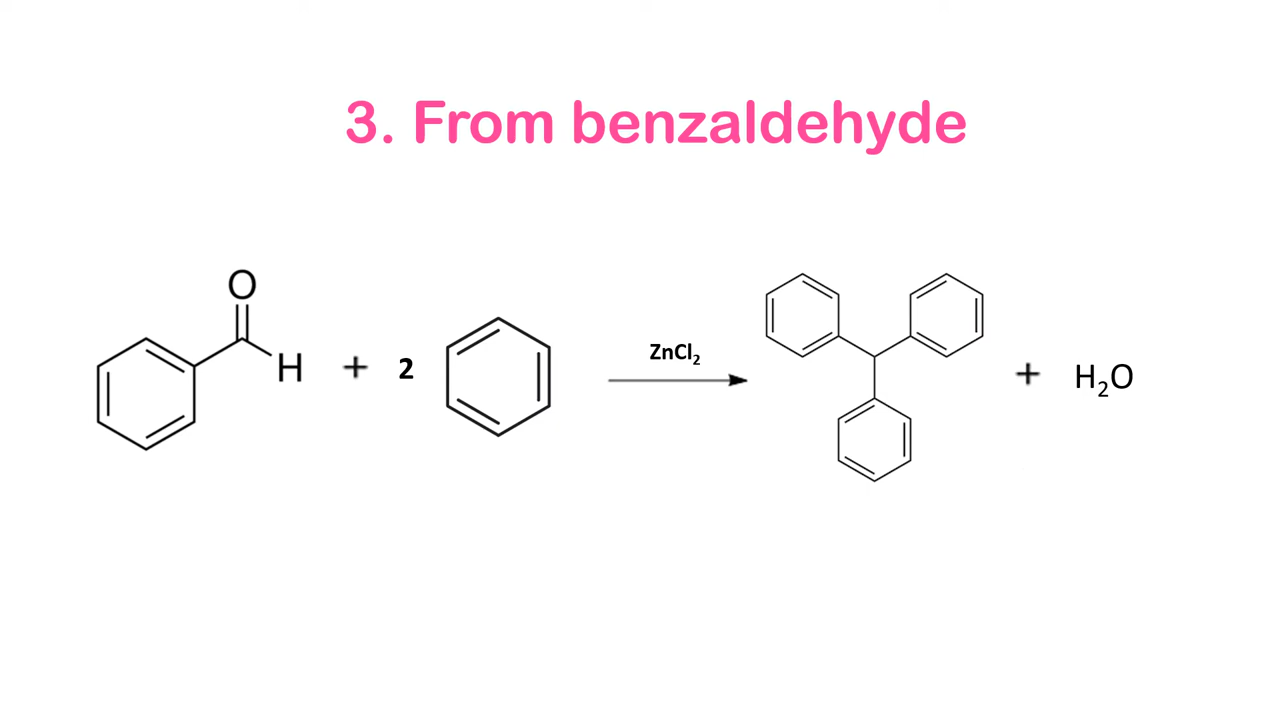 3. From benzaldehyde
O
H
+ 2
ZnCl₂
+ H₂O